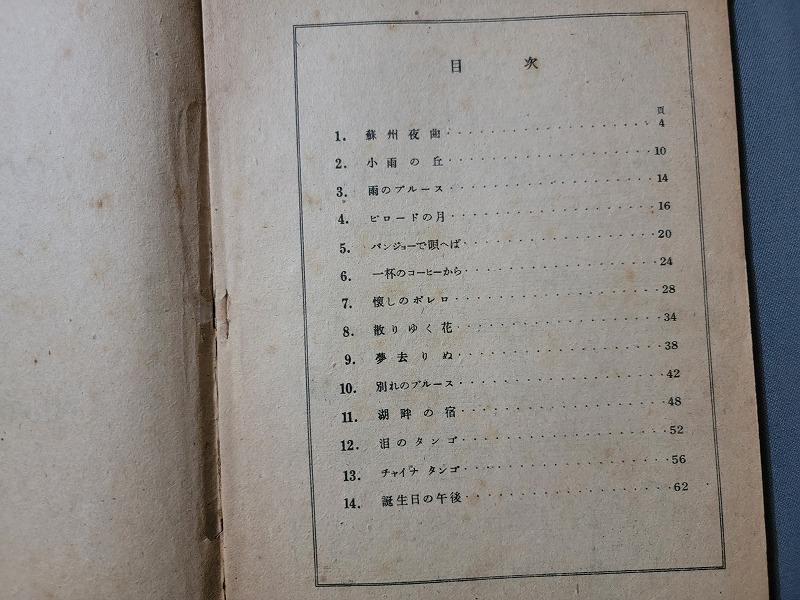 目次
頁
1. 蘇州夜曲 4
2. 小雨の丘 10
3. 雨のブルース 14
4. ビロードの月 16
5. バンジョーで唄へば 20
6. 一杯のコーヒーから 24
7. 懐しのボレロ 28
8. 散りゆく花 34
9. 夢去りぬ 38
10. 別れのブルース 42
11. 湖畔の宿 48
12. 泪のタンゴ 52
13. チャイナ タンゴ 56
14. 誕生日の午後 62